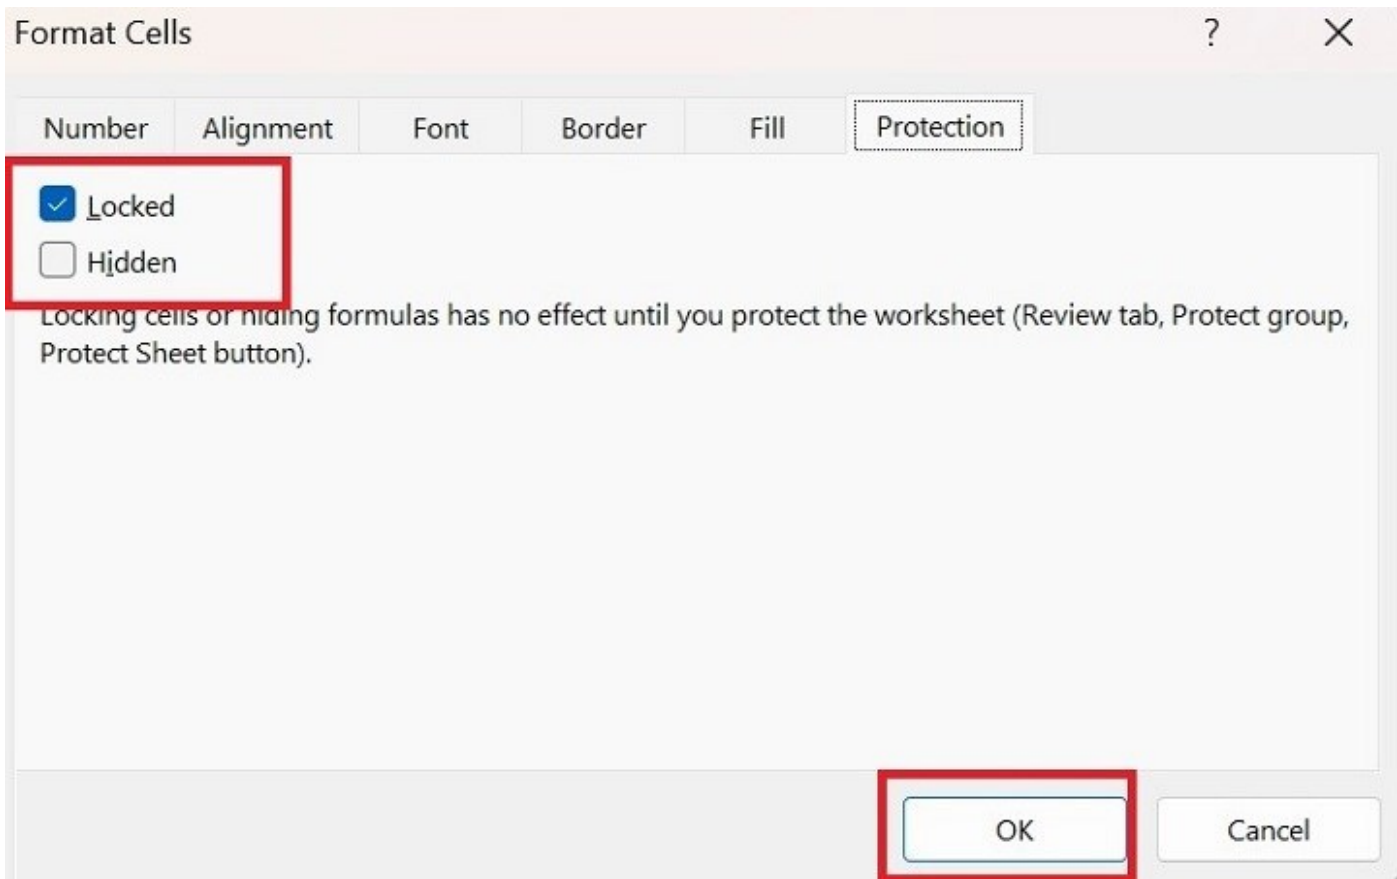 Format Cells ?
Number Alignment Font Border Fill Protection
Locked
Hidden
Locking cells or hiding formulas has no effect until you protect the worksheet (Review tab, Protect group,
Protect Sheet button).
OK Cancel